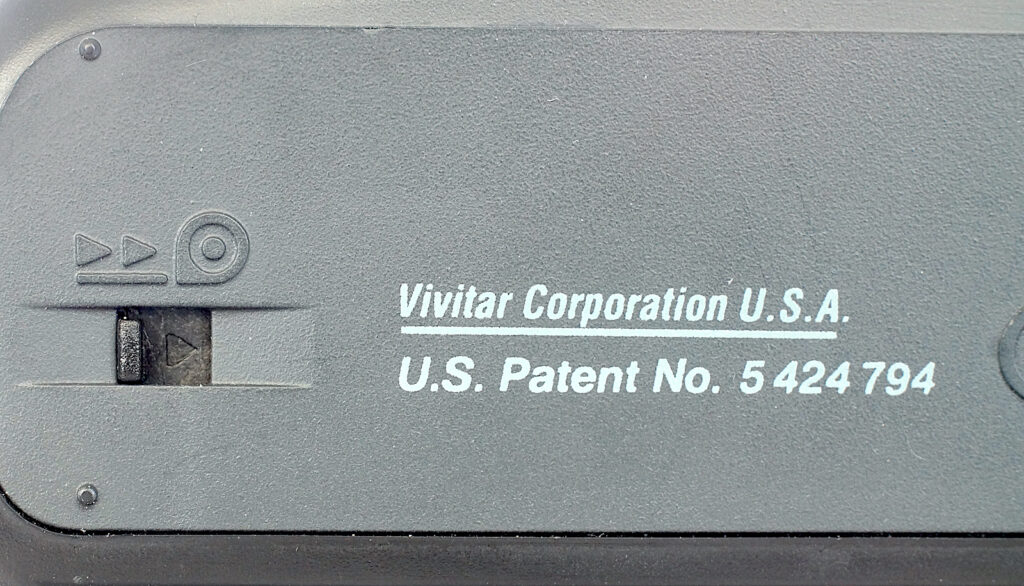 Vivitar Corporation U.S.A.
U.S. Patent No. 5 424 794